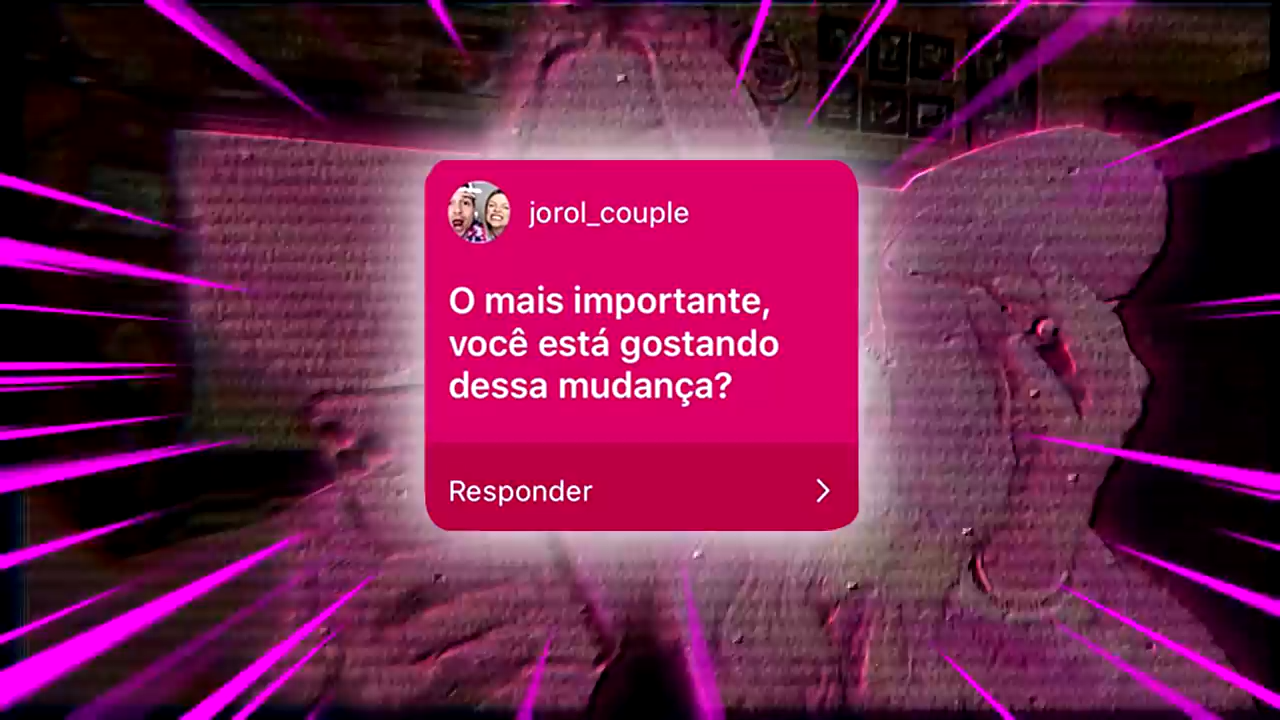 jorol_couple
O mais importante,
você está gostando
dessa mudança?
Responder